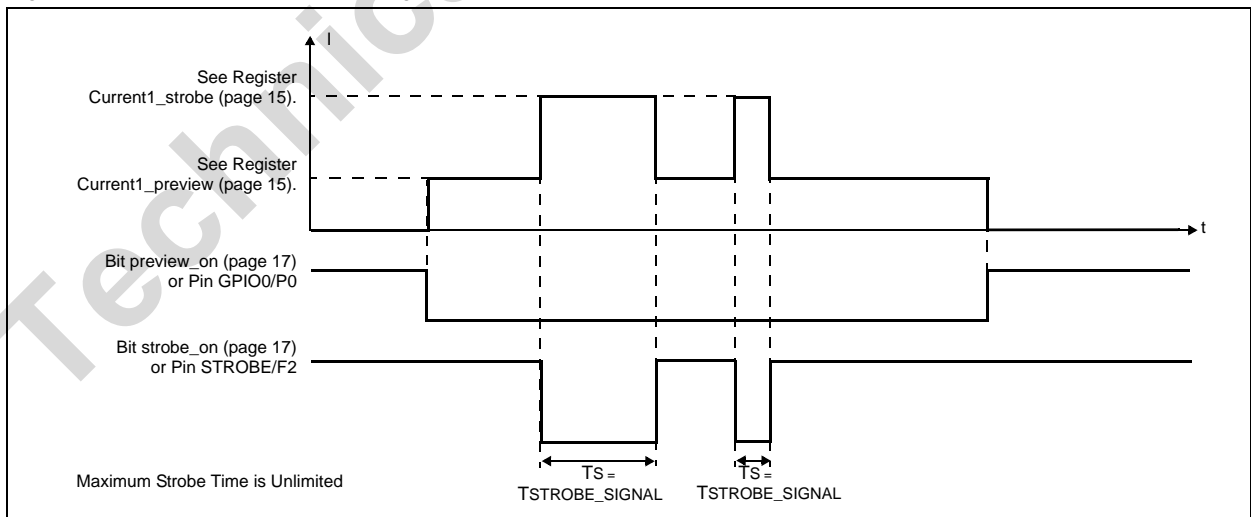 Technica
I
See Register
Current1_strobe (page 15).
See Register
Current1_preview (page 15).
t
Bit preview_on (page 17)
or Pin GPIO0/P0
Bit strobe_on (page 17)
or Pin STROBE/F2
TS =
TSTROBE_SIGNAL
TS =
TSTROBE_SIGNAL
Maximum Strobe Time is Unlimited